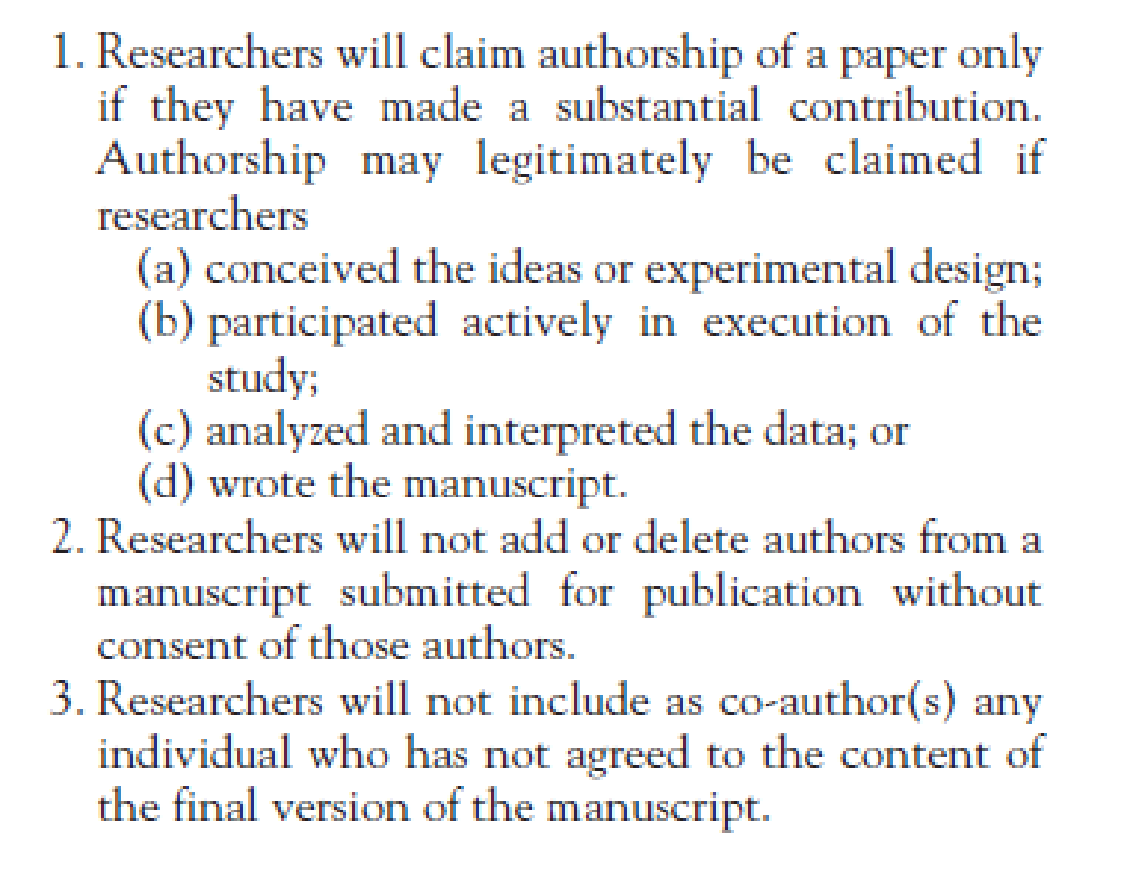 1. Researchers will claim authorship of a paper only
if they have made a substantial contribution.
Authorship may legitimately be claimed if
researchers
(a) conceived the ideas or experimental design;
(b) participated actively in execution of the
study;
(c) analyzed and interpreted the data; or
(d) wrote the manuscript.
2. Researchers will not add or delete authors from a
manuscript submitted for publication without
consent of those authors.
3. Researchers will not include as co-author(s) any
individual who has not agreed to the content of
the final version of the manuscript.